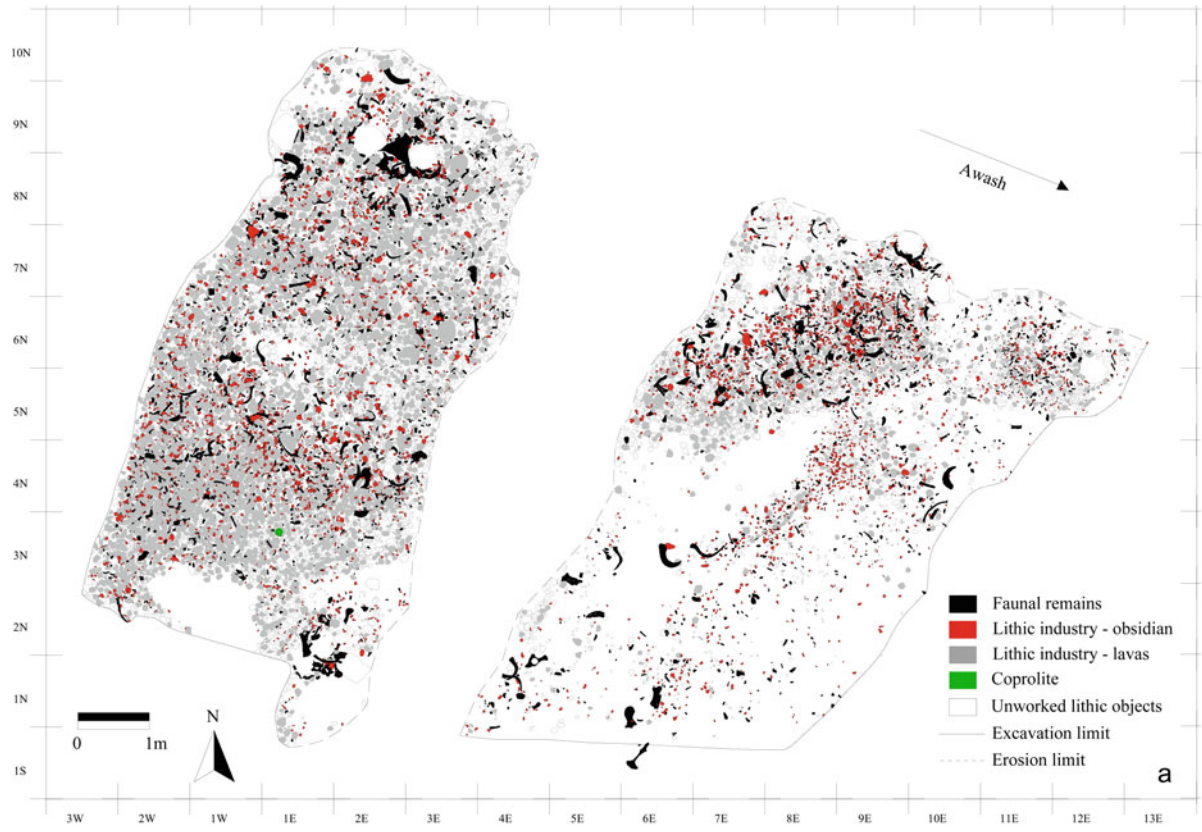 10N
9N
8N
7N
6N
5N
4N
3N
2N
1N
1S
Awash
Faunal remains
Lithic industry - obsidian
Lithic industry - lavas
Coprolite
Unworked lithic objects
Excavation limit
Erosion limit
N
0 1m
a
3W 2W 1W 1E 2E 3E 4E 5E 6E 7E 8E 9E 10E 11E 12E 13E